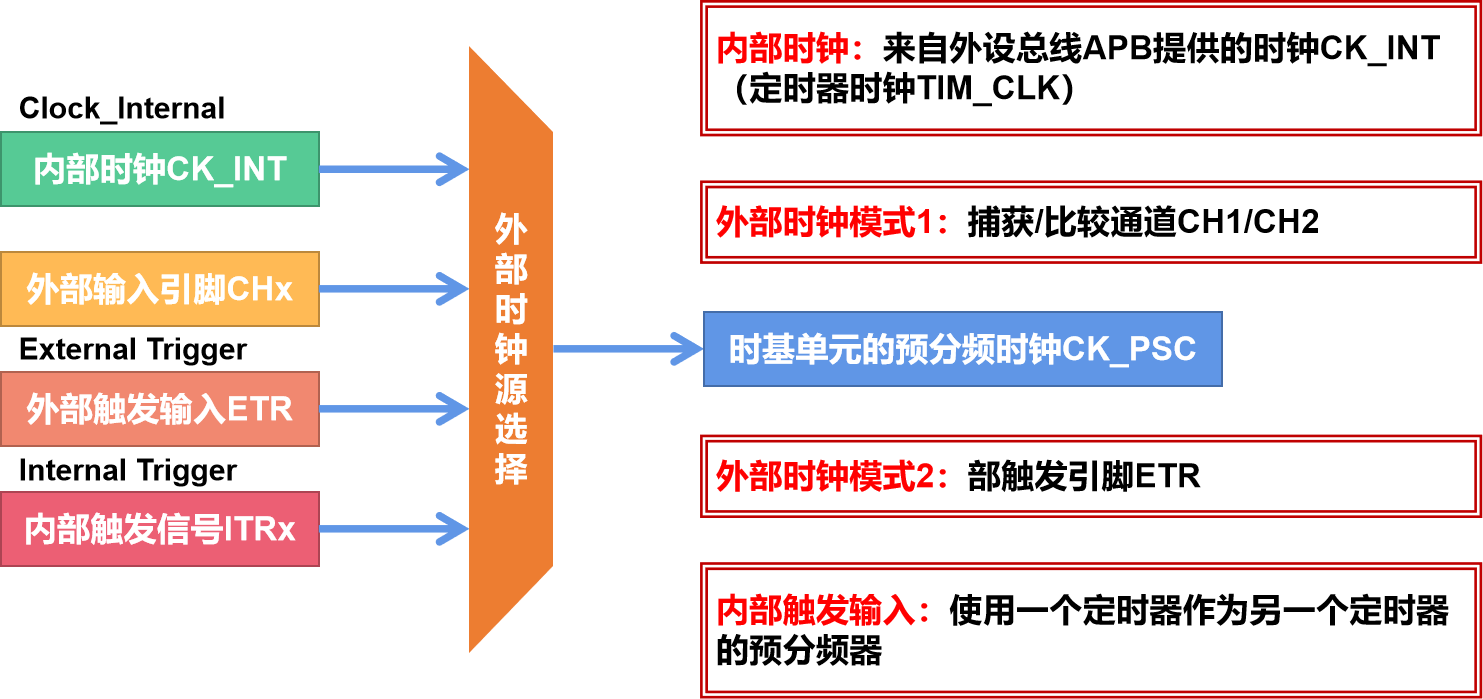 Clock_Internal
内部时钟CK_INT
外部输入引脚CHx
External Trigger
外部触发输入ETR
Internal Trigger
内部触发信号ITRx
外部时钟源选择
内部时钟：来自外设总线APB提供的时钟CK_INT
（定时器时钟TIM_CLK）
外部时钟模式1：捕获/比较通道CH1/CH2
时基单元的预分频时钟CK_PSC
外部时钟模式2：部触发引脚ETR
内部触发输入：使用一个定时器作为另一个定时器
的预分频器